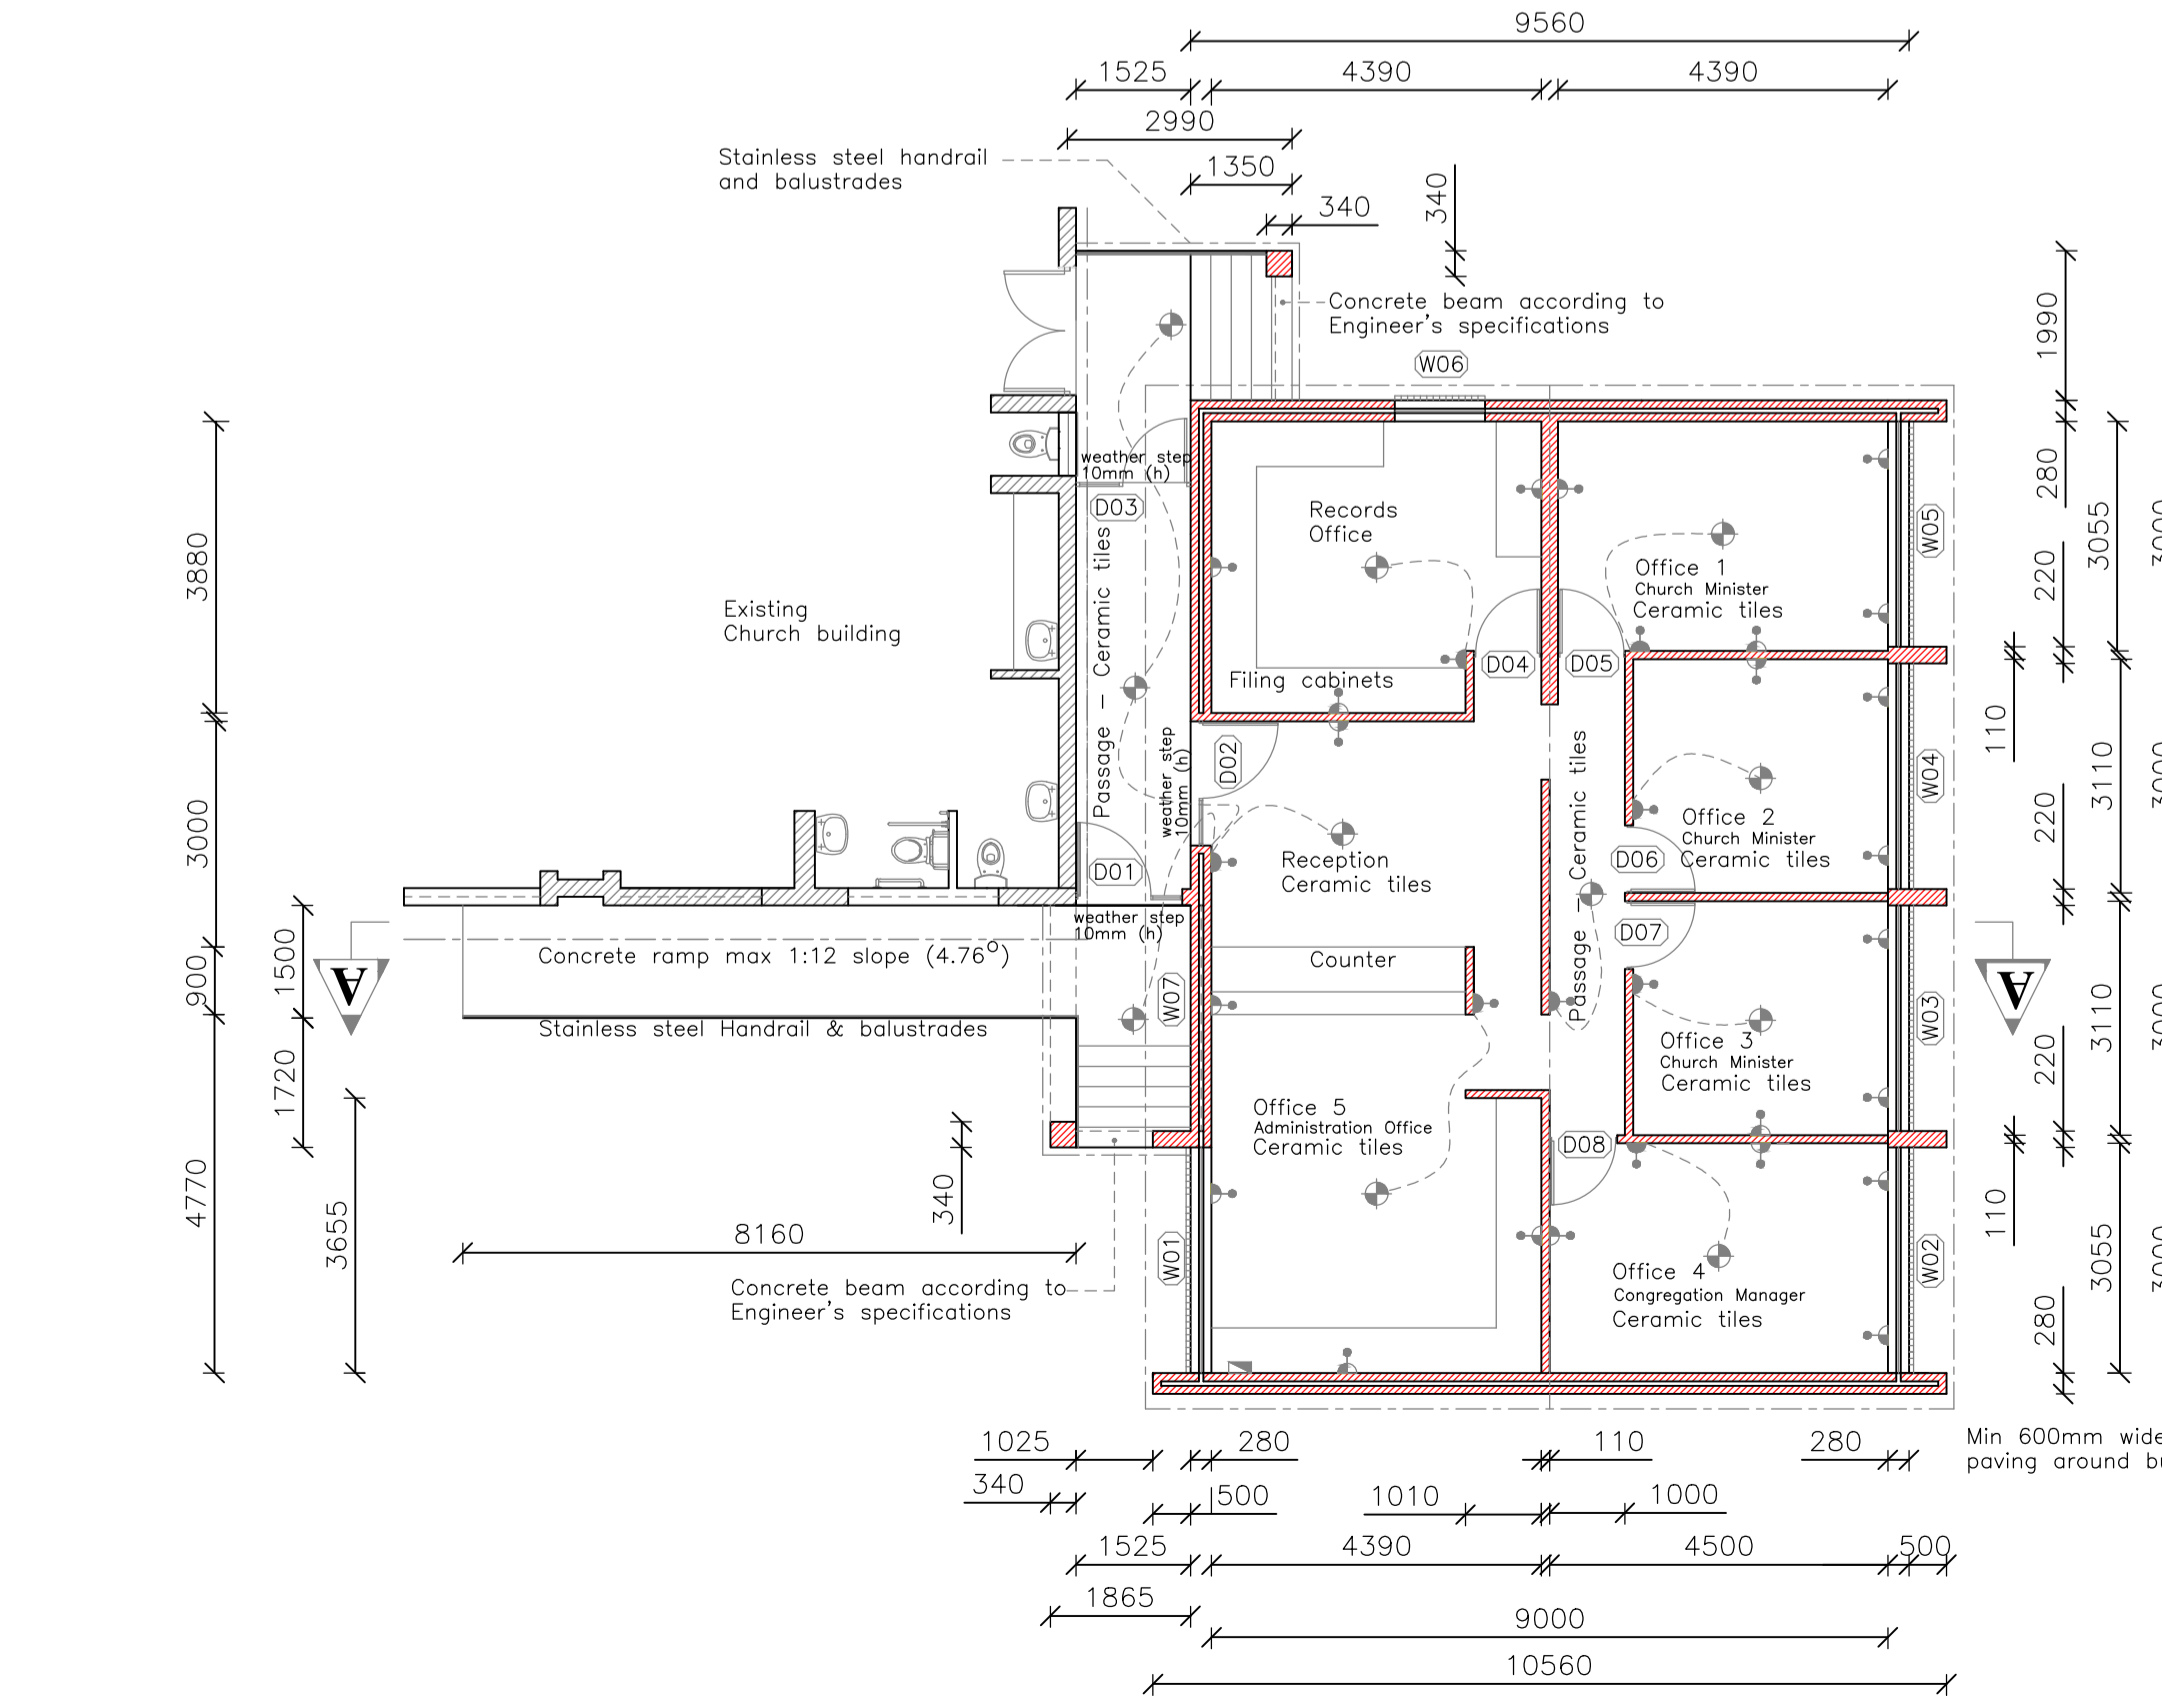 9560
1525
4390
4390
2990
Stainless steel handrail
and balustrades
1350
340
340
Concrete beam according to
Engineer's specifications
1990
W06
weather step
10mm (h)
D03
280
3055
3000
W05
Records
Office
Office 1
Church Minister
Ceramic tiles
220
3880
Existing
Church building
Passage – Ceramic tiles
D04
D05
Filing cabinets
110
D02
weather step
10mm (h)
Passage – Ceramic tiles
3110
3000
W04
Office 2
Church Minister
Ceramic tiles
220
3000
Reception
Ceramic tiles
D06
D01
weather step
10mm (h)
D07
900
1500
A
Concrete ramp max 1:12 slope (4.76°)
Counter
A
W07
W03
Stainless steel Handrail & balustrades
3110
3000
Office 3
Church Minister
Ceramic tiles
220
1720
Office 5
Administration Office
Ceramic tiles
D08
4770
3655
340
110
8160
W01
W02
3055
3000
Concrete beam according to
Engineer's specifications
Office 4
Congregation Manager
Ceramic tiles
280
1025
280
110
280
Min 600mm wide
paving around
340
500
1010
1000
1525
4390
4500
500
1865
9000
10560